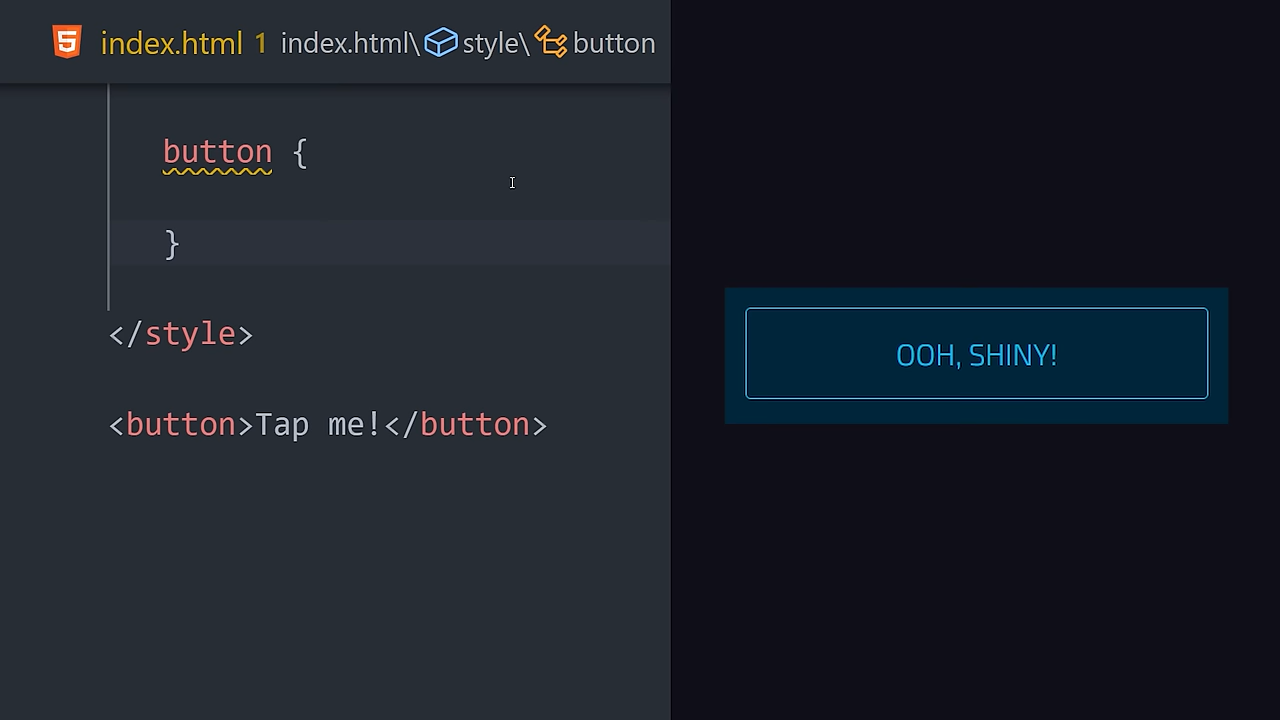 index.html 1 index.html\style\button
button {
}
</style>
<button>Tap me!</button>
OOH, SHINY!